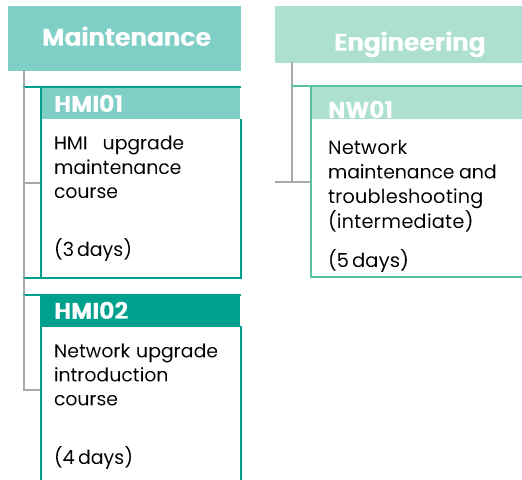 Maintenance
HMI01
HMI upgrade
maintenance
course
(3 days)
HMI02
Network upgrade
introduction
course
(4 days)
Engineering
NW01
Network
maintenance and
troubleshooting
(intermediate)
(5 days)